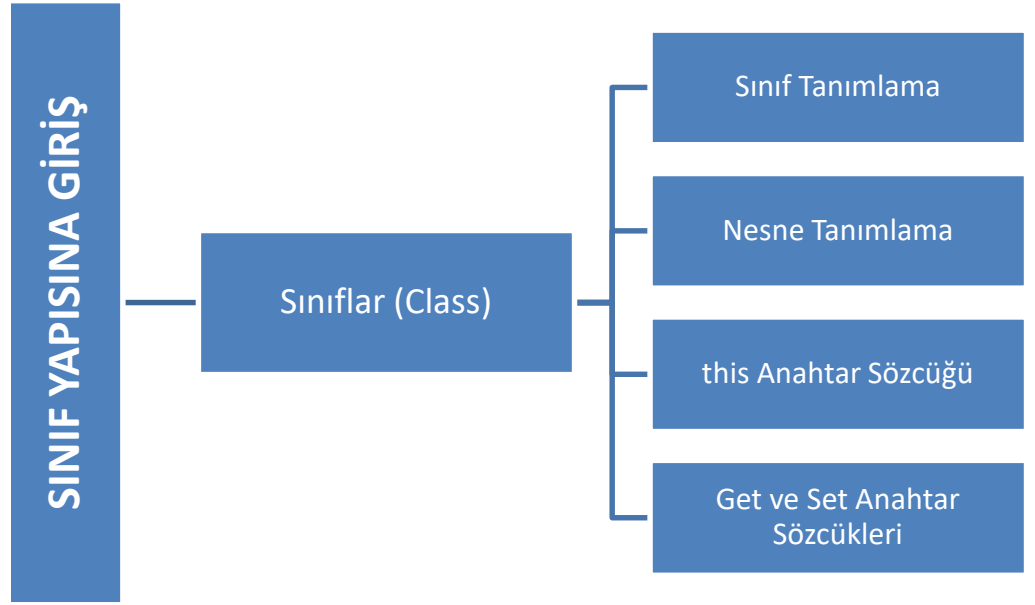 SINIF YAPISINA GİRİŞ
Sınıflar (Class)
Sınıf Tanımlama
Nesne Tanımlama
this Anahtar Sözcüğü
Get ve Set Anahtar
Sözcükleri